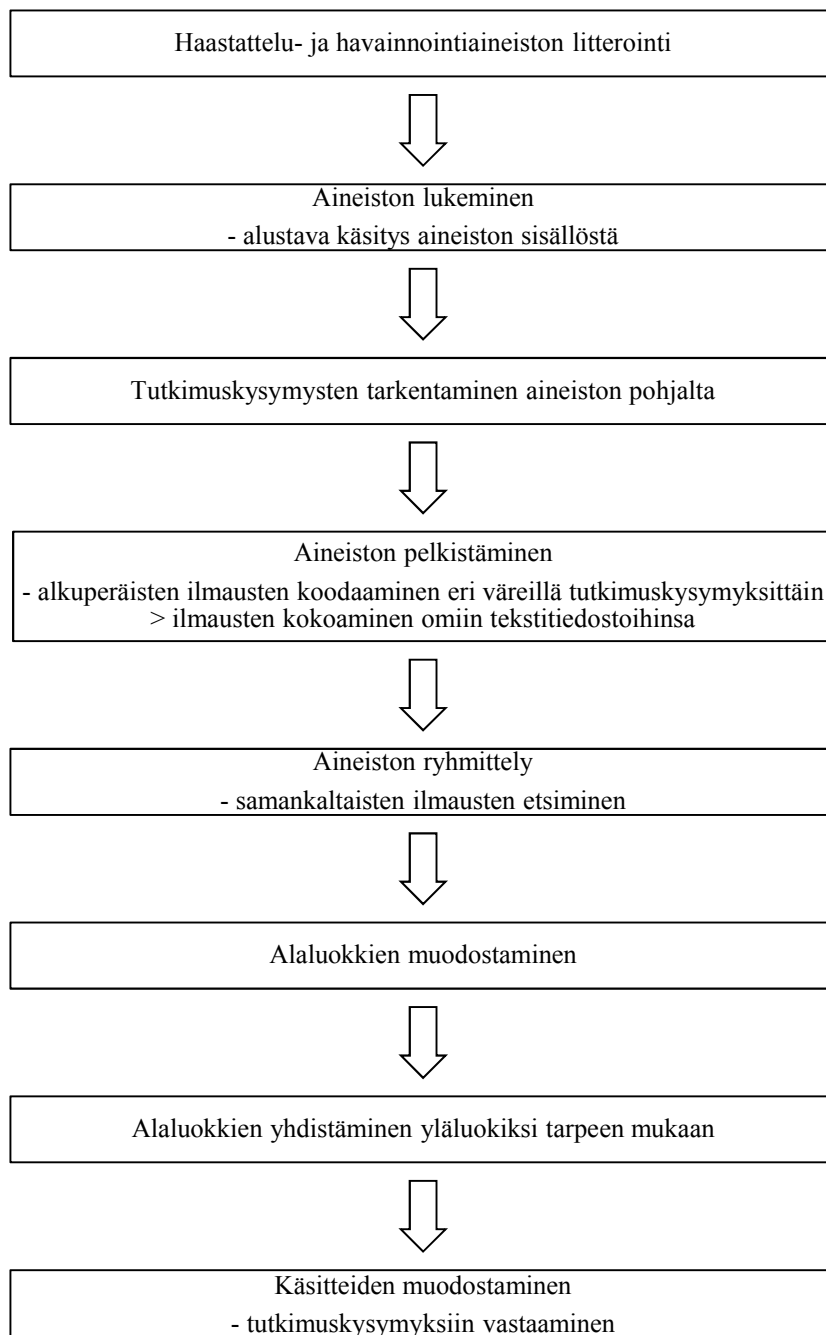 Haastattelu- ja havainnointiaineiston litterointi
Aineiston lukeminen
- alustava käsitys aineiston sisällöstä
Tutkimuskysymysten tarkentaminen aineiston pohjalta
Aineiston pelkistäminen
- alkuperäisten ilmausten koodaaminen eri väreillä tutkimuskysymyksittäin
> ilmausten kokoaminen omiin tekstitiedostoihinsa
Aineiston ryhmittely
- samankaltaisten ilmausten etsiminen
Alaluokkien muodostaminen
Alaluokkien yhdistäminen yläluokiksi tarpeen mukaan
Käsitteiden muodostaminen
- tutkimuskysymyksiin vastaaminen